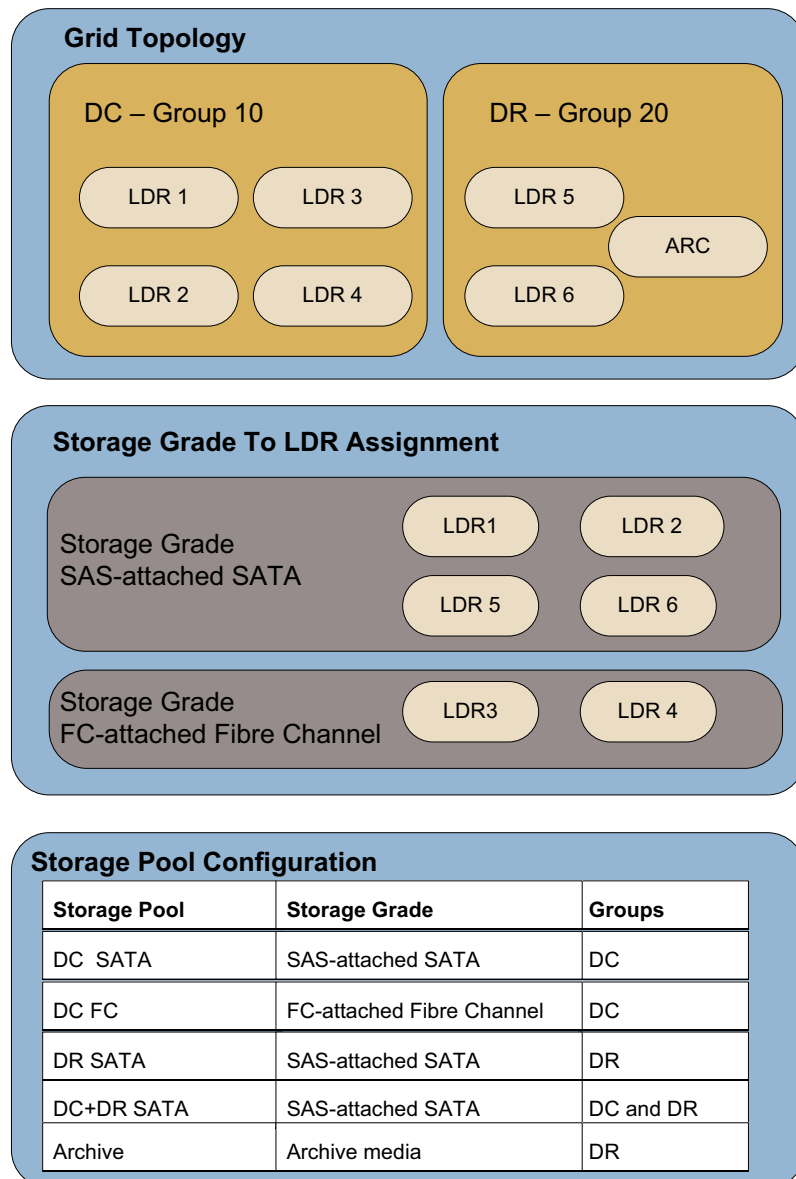 Grid Topology
DC – Group 10
DR – Group 20
LDR 1
LDR 3
LDR 5
ARC
LDR 2
LDR 4
LDR 6
Storage Grade To LDR Assignment
Storage Grade
SAS-attached SATA
LDR1
LDR 2
LDR 5
LDR 6
Storage Grade
FC-attached Fibre Channel
LDR3
LDR 4
Storage Pool Configuration
Storage Pool Storage Grade Groups
DC SATA SAS-attached SATA DC
DC FC FC-attached Fibre Channel DC
DR SATA SAS-attached SATA DR
DC+DR SATA SAS-attached SATA DC and DR
Archive Archive media DR